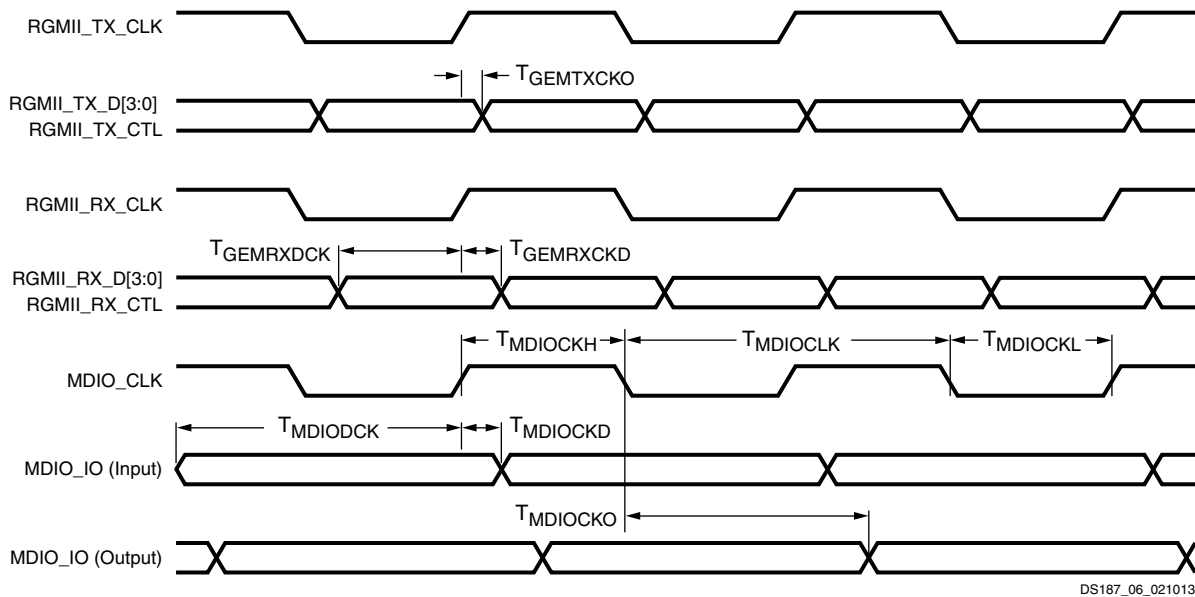 RGMII_TX_CLK
T_GEMTXCKO
RGMII_TX_D[3:0]
RGMII_TX_CTL
RGMII_RX_CLK
T_GEMRXDCK T_GEMRXCKD
RGMII_RX_D[3:0]
RGMII_RX_CTL
T_MDIOCKH T_MDIOCLK T_MDIOCKL
MDIO_CLK
T_MDIODCK T_MDIOCKD
MDIO_IO (Input)
T_MDIOCKO
MDIO_IO (Output)
DS187_06_021013